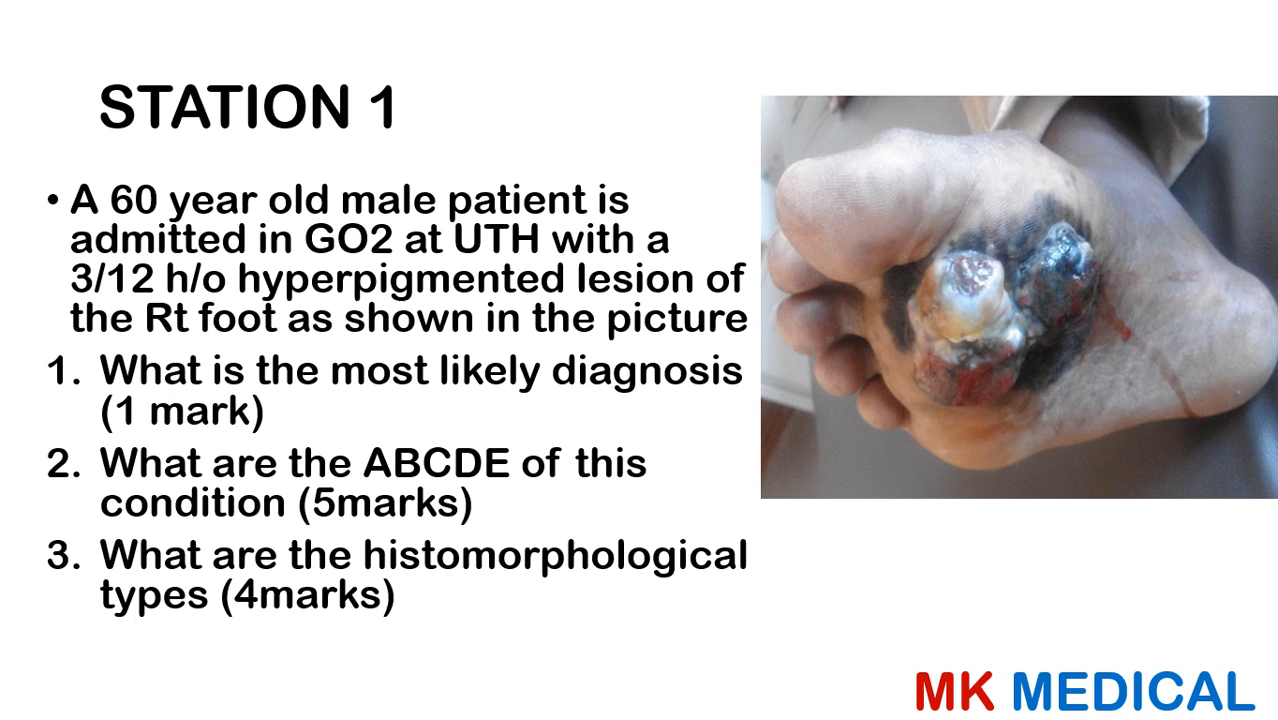 STATION 1
• A 60 year old male patient is
admitted in GO2 at UTH with a
3/12 h/o hyperpigmented lesion of
the Rt foot as shown in the picture
1. What is the most likely diagnosis
(1 mark)
2. What are the ABCDE of this
condition (5marks)
3. What are the histomorphological
types (4marks)
MK MEDICAL